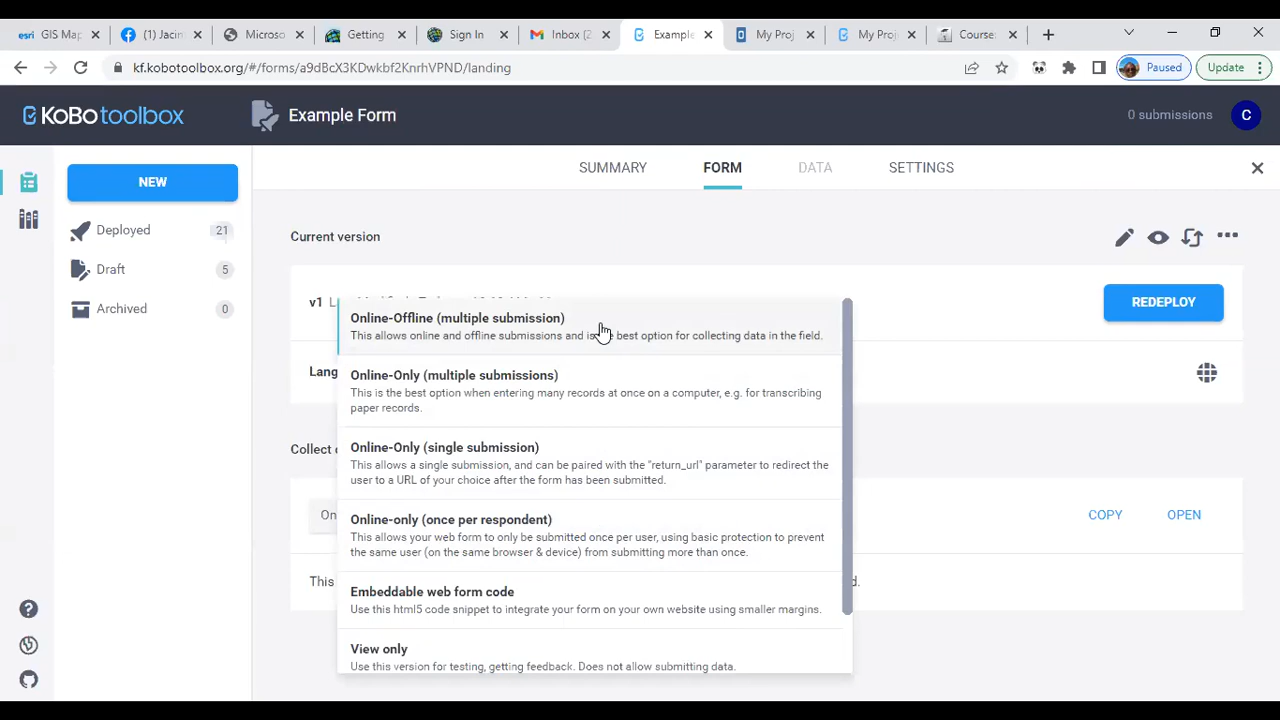 GIS Map
(1) Jacim
Microso
Getting
Sign In
Inbox (2
Example
My Proj
My Proj
Course
kf.kobotoolbox.org/#/forms/a9dBcX3KDwkbf2KnrhVPND/landing
Paused
Update
KoBotoolbox
Example Form
0 submissions
C
NEW
SUMMARY
FORM
DATA
SETTINGS
Deployed 21
Draft 5
Archived 0
Current version
v1
REDEPLOY
Lang
Collect
On
COPY
OPEN
This
d.
Online-Offline (multiple submission)
This allows online and offline submissions and is best option for collecting data in the field.
Online-Only (multiple submissions)
This is the best option when entering many records at once on a computer, e.g. for transcribing
paper records.
Online-Only (single submission)
This allows a single submission, and can be paired with the "return_url" parameter to redirect the
user to a URL of your choice after the form has been submitted.
Online-only (once per respondent)
This allows your web form to only be submitted once per user, using basic protection to prevent
the same user (on the same browser & device) from submitting more than once.
Embeddable web form code
Use this html5 code snippet to integrate your form on your own website using smaller margins.
View only
Use this version for testing, getting feedback. Does not allow submitting data.